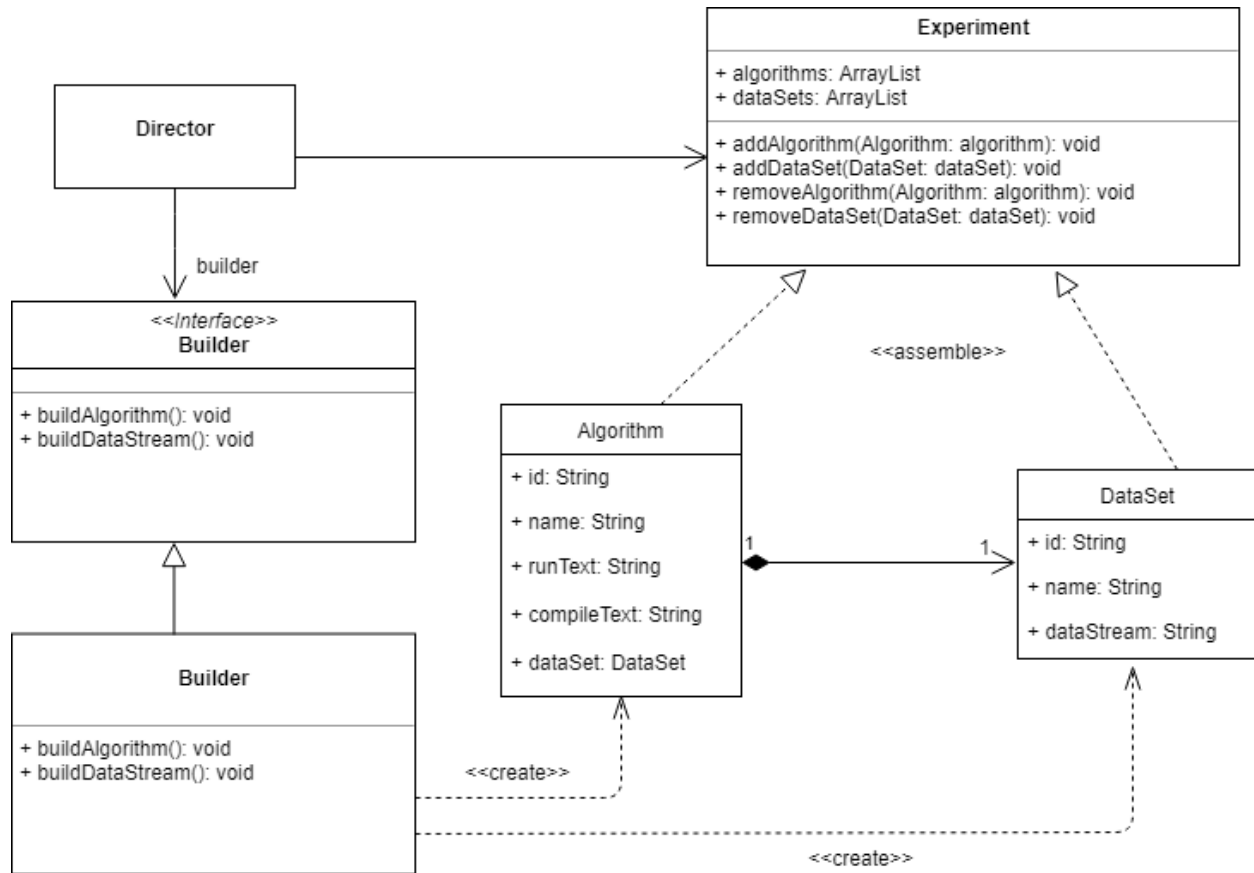 Experiment
+ algorithms: ArrayList
+ dataSets: ArrayList
+ addAlgorithm(Algorithm: algorithm): void
+ addDataSet(DataSet: dataSet): void
+ removeAlgorithm(Algorithm: algorithm): void
+ removeDataSet(DataSet: dataSet): void
Director
builder
<<Interface>>
Builder
+ buildAlgorithm(): void
+ buildDataStream(): void
<<assemble>>
Algorithm
+ id: String
+ name: String
+ runText: String
+ compileText: String
+ dataSet: DataSet
1
1
DataSet
+ id: String
+ name: String
+ dataStream: String
Builder
+ buildAlgorithm(): void
+ buildDataStream(): void
<<create>>
<<create>>